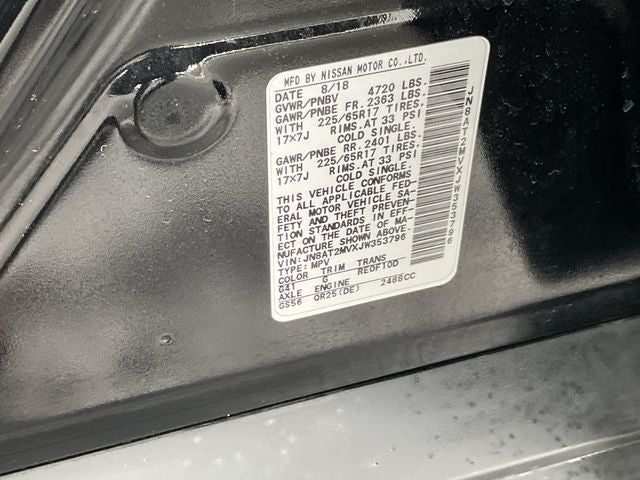 MFD BY NISSAN MOTOR CO.,LTD.
DATE 8/18
GVWR/PNBV 4720 LBS.
GAWR/PNBE FR. 2363 LBS.
WITH 225/65R17 TIRES,
17X7J RIMS.AT 33 PSI
COLD SINGLE.
GAWR/PNBE RR. 2401 LBS.
WITH 225/65R17 TIRES,
17X7J RIMS.AT 33 PSI
COLD SINGLE.
THIS VEHICLE CONFORMS
TO ALL APPLICABLE FED-
ERAL MOTOR VEHICLE SA-
FETY AND THEFT PREVEN-
TION STANDARDS IN EFF-
ECT ON THE DATE OF MA-
NUFACTURE SHOWN ABOVE.
VIN: JN8AT2MVXJW353796
TYPE: MPV
COLOR TRIM TRANS
G41 G RE0F10D
AXLE ENGINE
GS56 QR25(DE) 2488CC
JN8AT2MVXJW353796